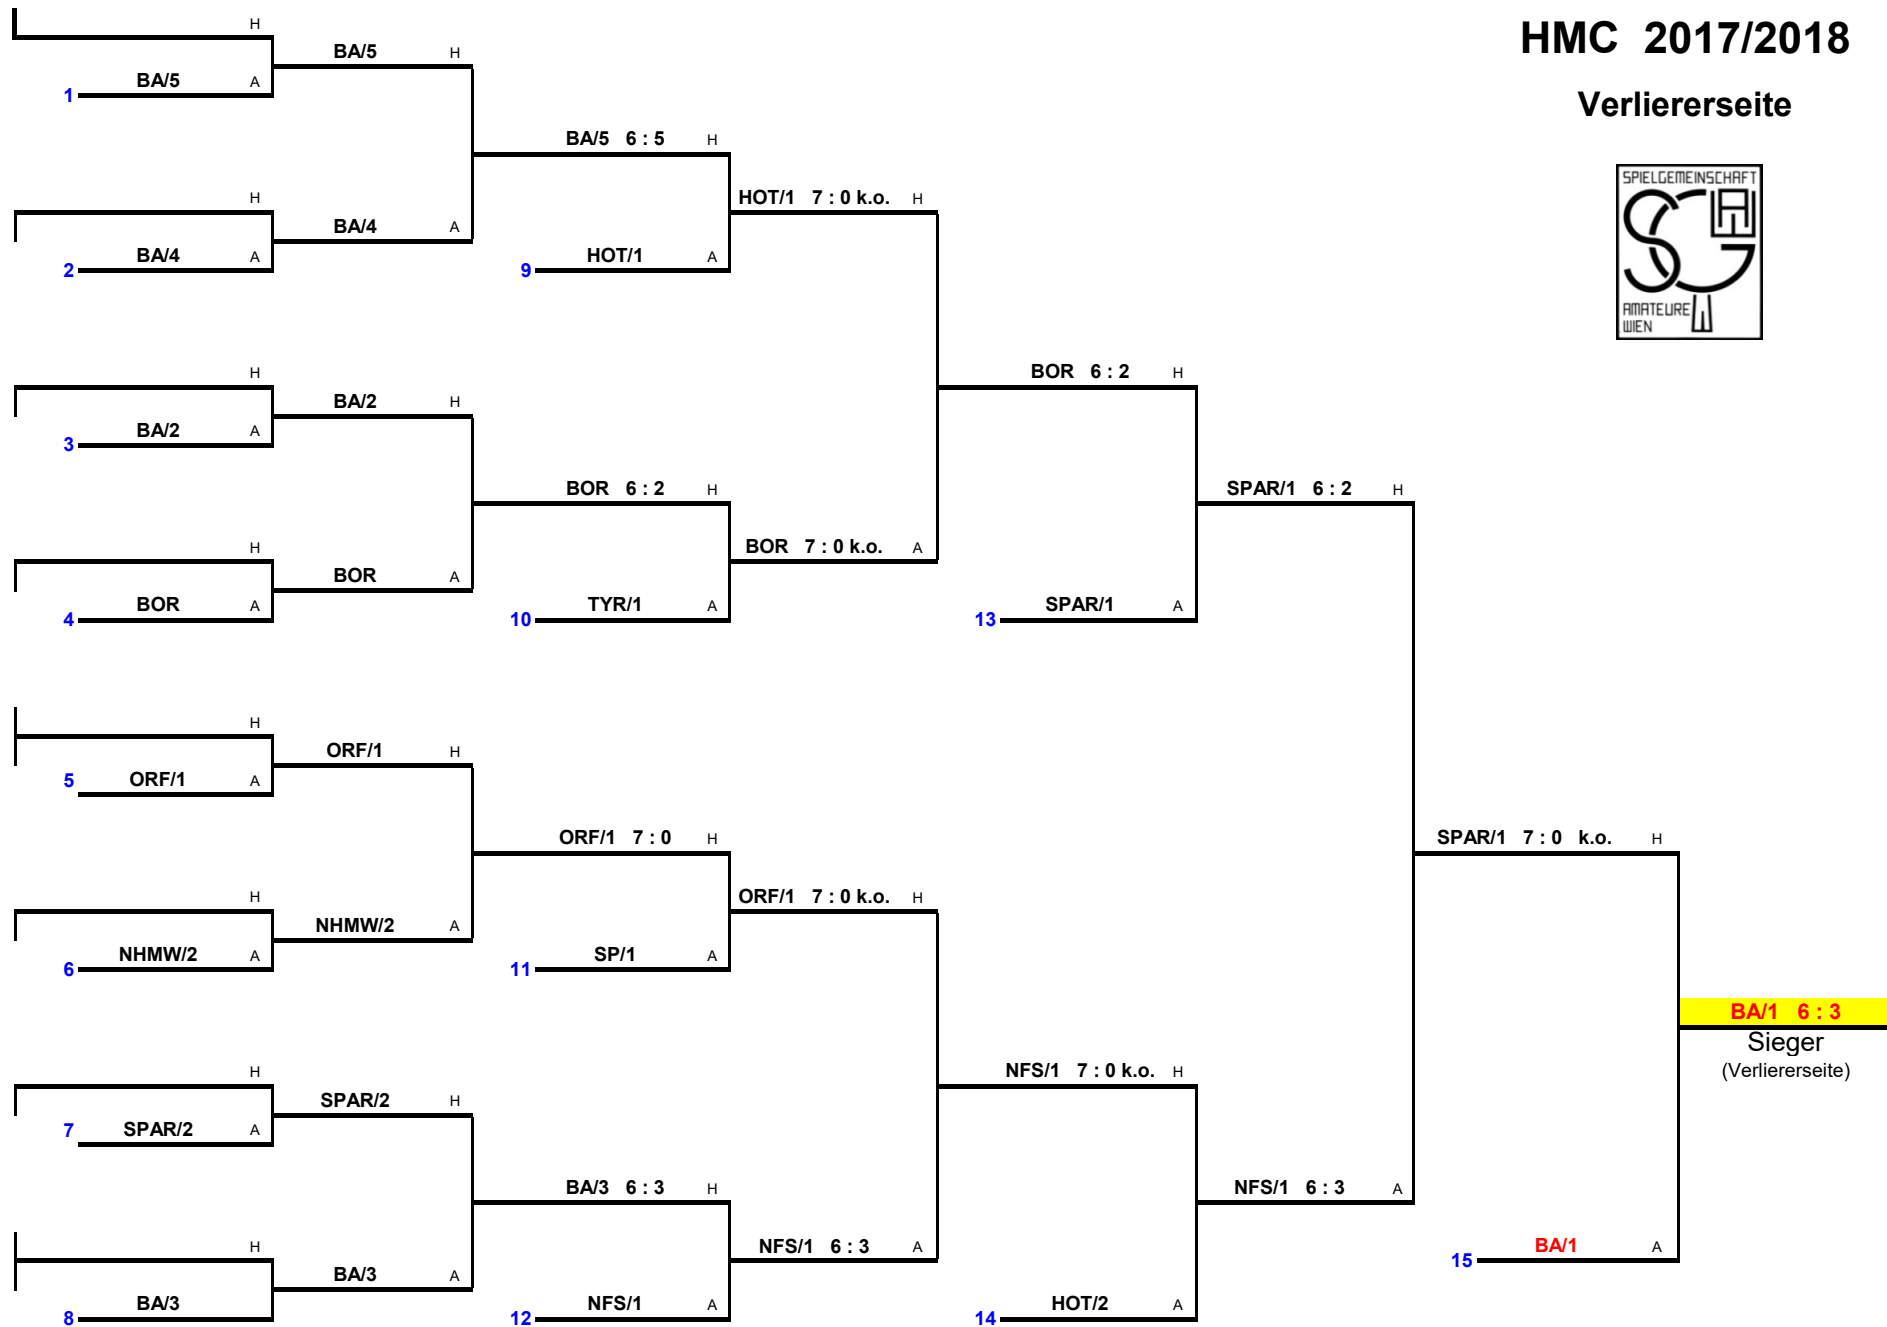 HMC 2017/2018
Verliererseite
SPIELGEMEINSCHAFT
AMATEURE
WIEN
H
BA/5 H
1 BA/5 A
BA/5 6 : 5 H
H
HOT/1 7 : 0 k.o. H
BA/4 A
2 BA/4 A
9 HOT/1 A
H
BOR 6 : 2 H
BA/2 H
3 BA/2 A
BOR 6 : 2 H
SPAR/1 6 : 2 H
H
BOR 7 : 0 k.o. A
BOR A
4 BOR A
10 TYR/1 A
13 SPAR/1 A
H
ORF/1 H
5 ORF/1 A
ORF/1 7 : 0 H
SPAR/1 7 : 0 k.o. H
H
ORF/1 7 : 0 k.o. H
NHMW/2 A
6 NHMW/2 A
11 SP/1 A
BA/1 6 : 3
Sieger
(Verliererseite)
H
NFS/1 7 : 0 k.o. H
SPAR/2 H
7 SPAR/2 A
BA/3 6 : 3 H
NFS/1 6 : 3 A
H
NFS/1 6 : 3 A
15 BA/1 A
BA/3 A
8 BA/3 A
12 NFS/1 A
14 HOT/2 A